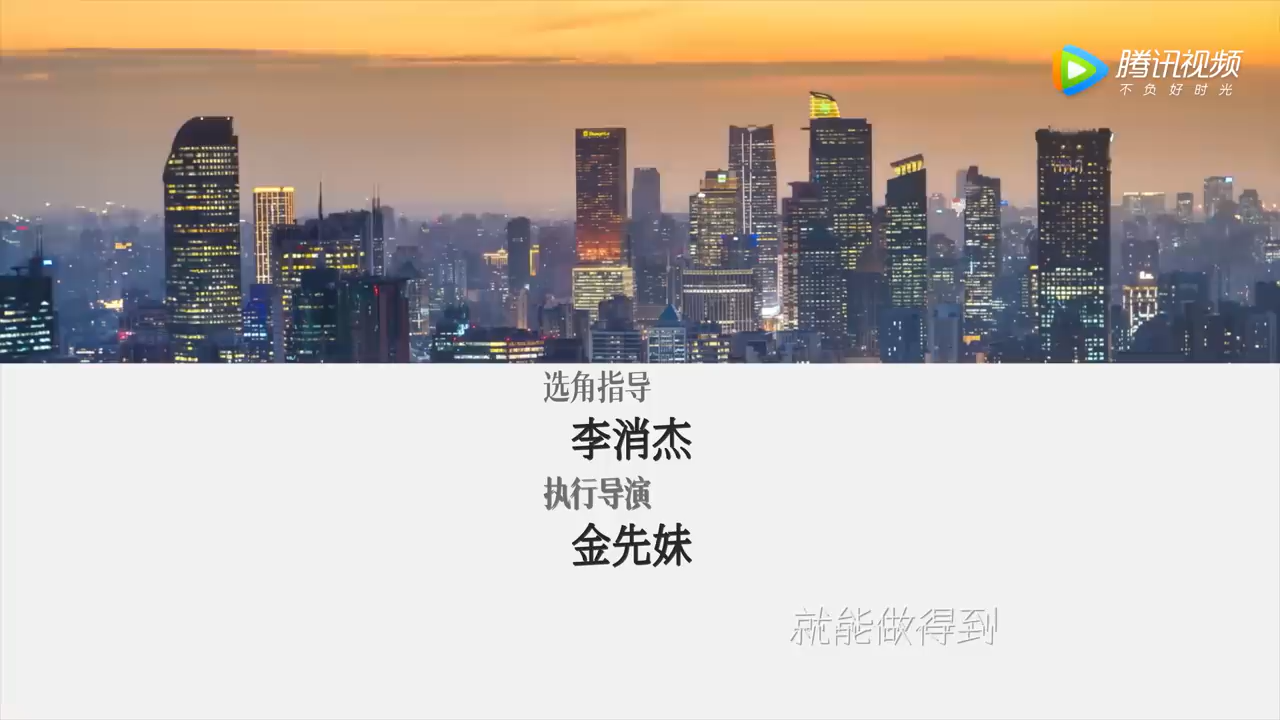 腾讯视频
不负好时光
选角指导
李消杰
执行导演
金先妹
就能做得到